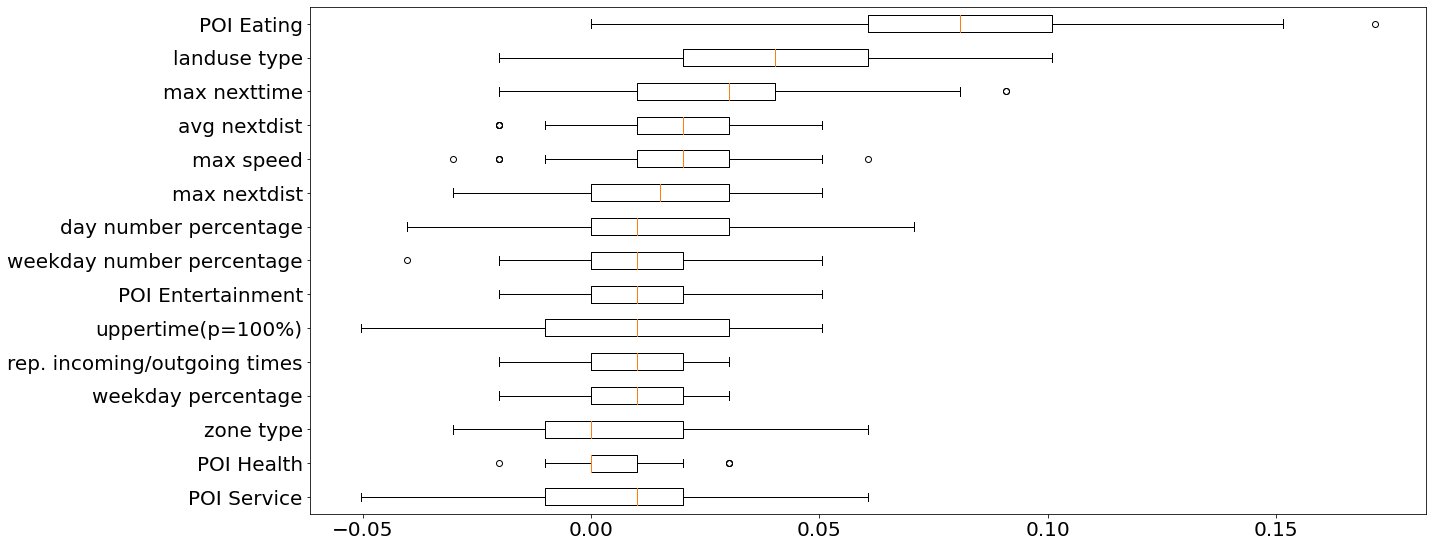 POI Eating
landuse type
max nexttime
avg nextdist
max speed
max nextdist
day number percentage
weekday number percentage
POI Entertainment
uppertime(p=100%)
rep. incoming/outgoing times
weekday percentage
zone type
POI Health
POI Service
−0.05 0.00 0.05 0.10 0.15